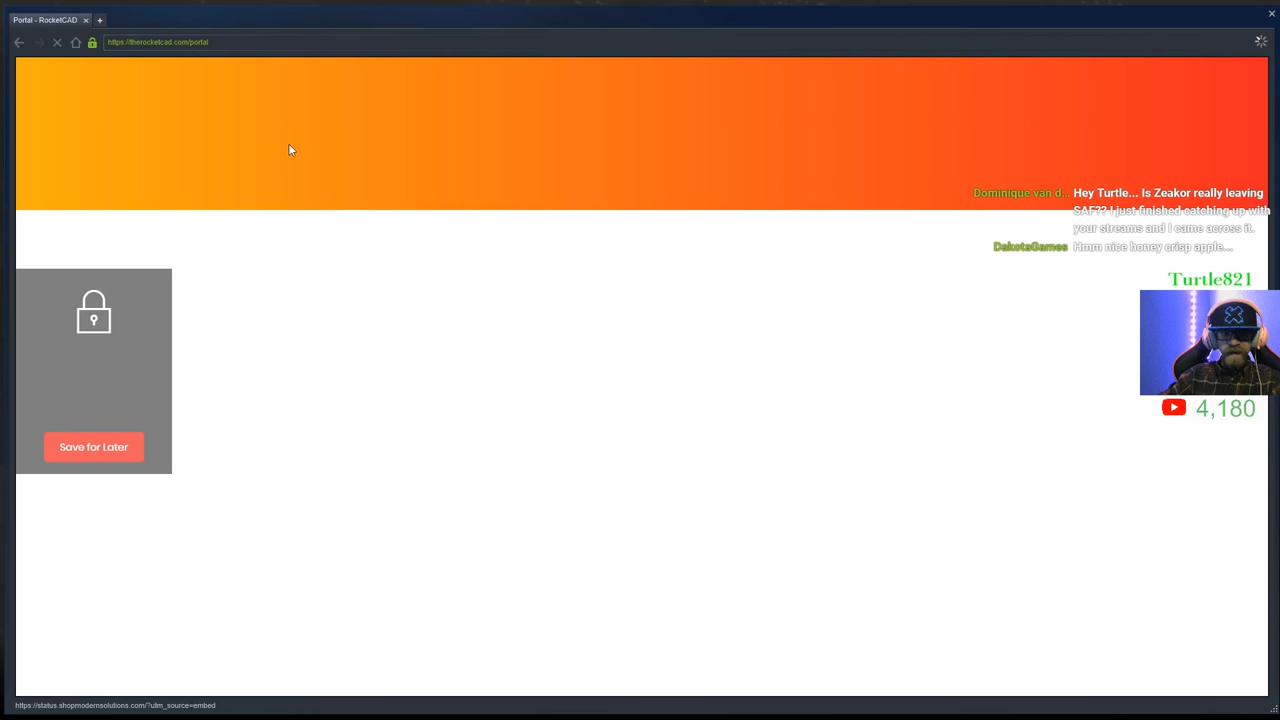 Portal - RocketCAD
https://therocketcad.com/portal
Dominique van d... Hey Turtle... Is Zeakor really leaving
SAF?? I just finished catching up with
your streams and I came across it.
DakotaGames Hmm nice honey crisp apple...
Turtle821
4,180
Save for Later
https://status.shopmodernsolutions.com/?utm_source=embed